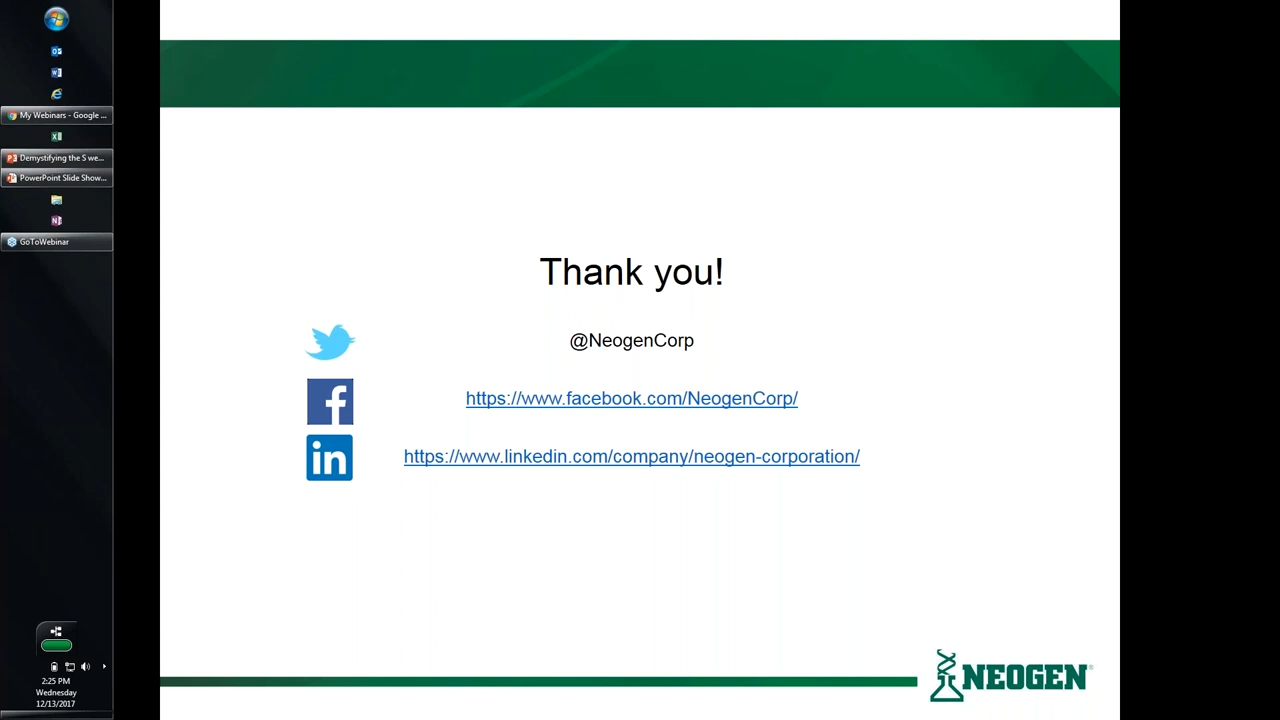 My Webinars - Google ...
Demystifying the S we...
PowerPoint Slide Show...
GoToWebinar
2:25 PM
Wednesday
12/13/2017
Thank you!
@NeogenCorp
https://www.facebook.com/NeogenCorp/
https://www.linkedin.com/company/neogen-corporation/
NEOGEN®